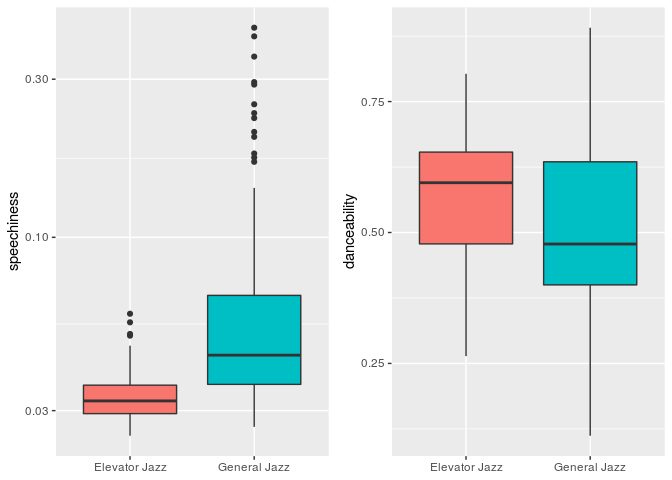 speechiness
0.30
0.10
0.03
Elevator Jazz
General Jazz
danceability
0.75
0.50
0.25
Elevator Jazz
General Jazz